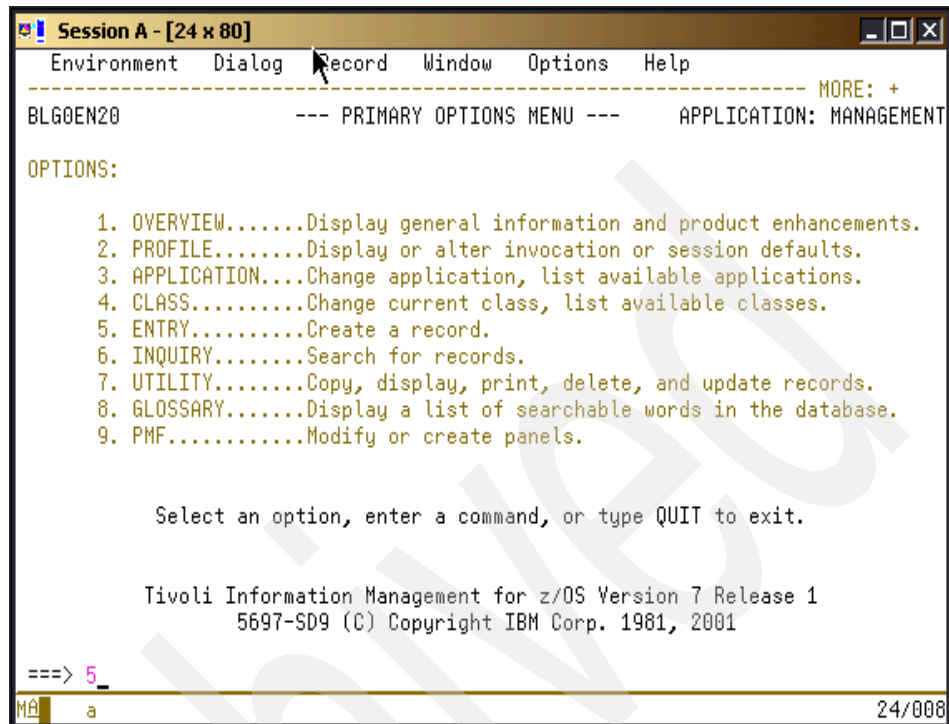 Session A - [24 x 80]
Environment Dialog Record Window Options Help
MORE: +
BLG0EN20 --- PRIMARY OPTIONS MENU --- APPLICATION: MANAGEMENT
OPTIONS:
1. OVERVIEW.......Display general information and product enhancements.
2. PROFILE........Display or alter invocation or session defaults.
3. APPLICATION....Change application, list available applications.
4. CLASS..........Change current class, list available classes.
5. ENTRY..........Create a record.
6. INQUIRY........Search for records.
7. UTILITY........Copy, display, print, delete, and update records.
8. GLOSSARY.......Display a list of searchable words in the database.
9. PMF............Modify or create panels.
Select an option, enter a command, or type QUIT to exit.
Tivoli Information Management for z/OS Version 7 Release 1
5697-SD9 (C) Copyright IBM Corp. 1981, 2001
===> 5_
MA a 24/008